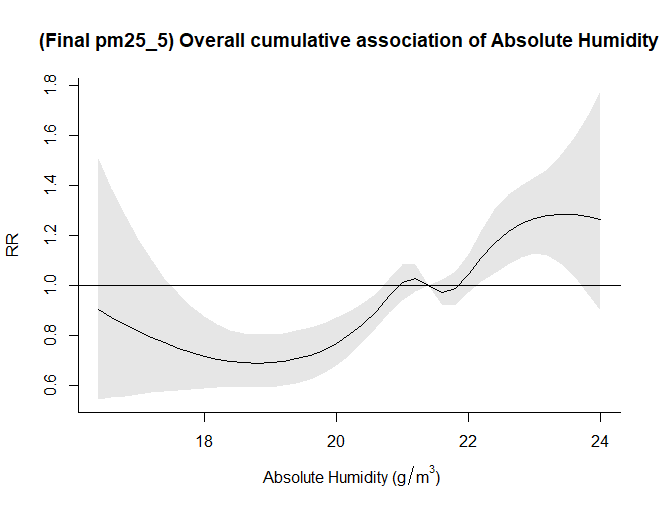 (Final pm25_5) Overall cumulative association of Absolute Humidity
1.8
1.6
1.4
1.2
1.0
0.8
0.6
RR
18 20 22 24
Absolute Humidity (g/m³)